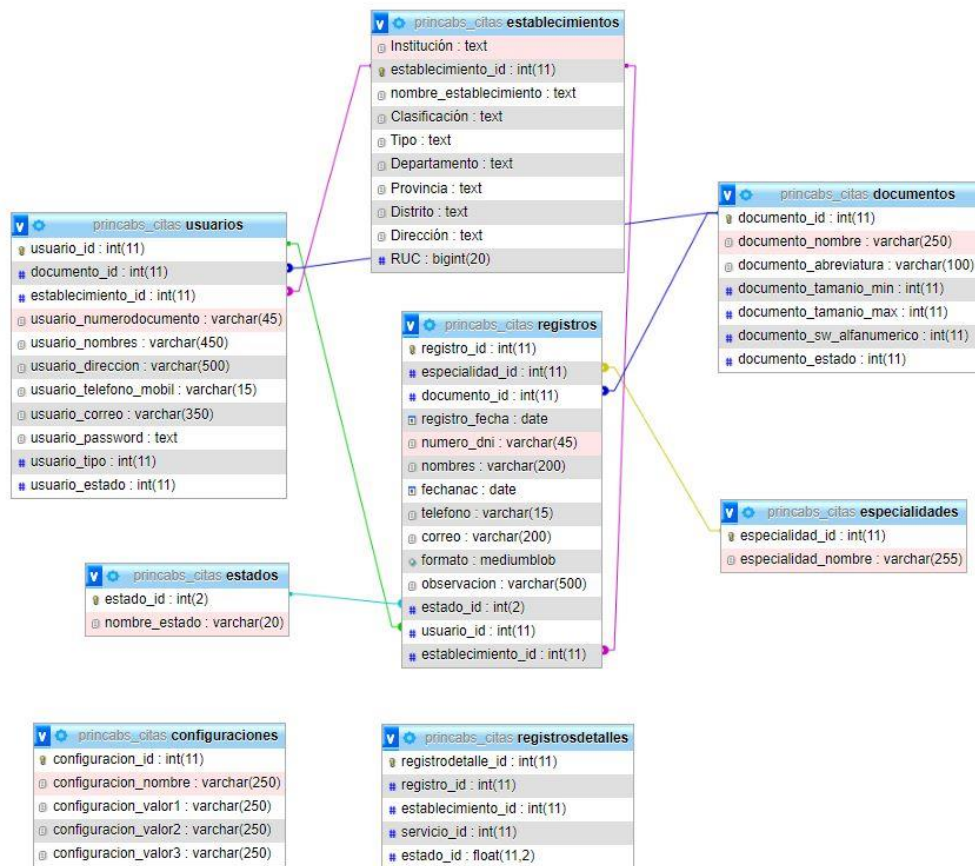 princabs_citas establecimientos
Institución : text
establecimiento_id : int(11)
nombre_establecimiento : text
Clasificación : text
Tipo : text
Departamento : text
Provincia : text
Distrito : text
Dirección : text
RUC : bigint(20)
princabs_citas usuarios
usuario_id : int(11)
documento_id : int(11)
establecimiento_id : int(11)
usuario_numerodocumento : varchar(45)
usuario_nombres : varchar(450)
usuario_direccion : varchar(500)
usuario_telefono_mobil : varchar(15)
usuario_correo : varchar(350)
usuario_password : text
usuario_tipo : int(11)
usuario_estado : int(11)
princabs_citas documentos
documento_id : int(11)
documento_nombre : varchar(250)
documento_abreviatura : varchar(100)
documento_tamanio_min : int(11)
documento_tamanio_max : int(11)
documento_sw_alfanumerico : int(11)
documento_estado : int(11)
princabs_citas registros
registro_id : int(11)
especialidad_id : int(11)
documento_id : int(11)
registro_fecha : date
numero_dni : varchar(45)
nombres : varchar(200)
fechanac : date
telefono : varchar(15)
correo : varchar(200)
formato : mediumblob
observacion : varchar(500)
estado_id : int(2)
usuario_id : int(11)
establecimiento_id : int(11)
princabs_citas especialidades
especialidad_id : int(11)
especialidad_nombre : varchar(255)
princabs_citas estados
estado_id : int(2)
nombre_estado : varchar(20)
princabs_citas configuraciones
configuracion_id : int(11)
configuracion_nombre : varchar(250)
configuracion_valor1 : varchar(250)
configuracion_valor2 : varchar(250)
configuracion_valor3 : varchar(250)
princabs_citas registrosdetalles
registrodetalle_id : int(11)
registro_id : int(11)
establecimiento_id : int(11)
servicio_id : int(11)
estado_id : float(11,2)